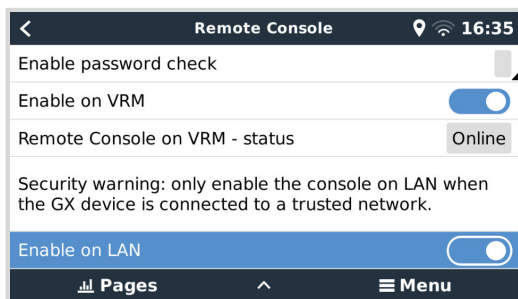 Remote Console
16:35
Enable password check
Enable on VRM
Remote Console on VRM - status
Online
Security warning: only enable the console on LAN when
the GX device is connected to a trusted network.
Enable on LAN
Pages
Menu